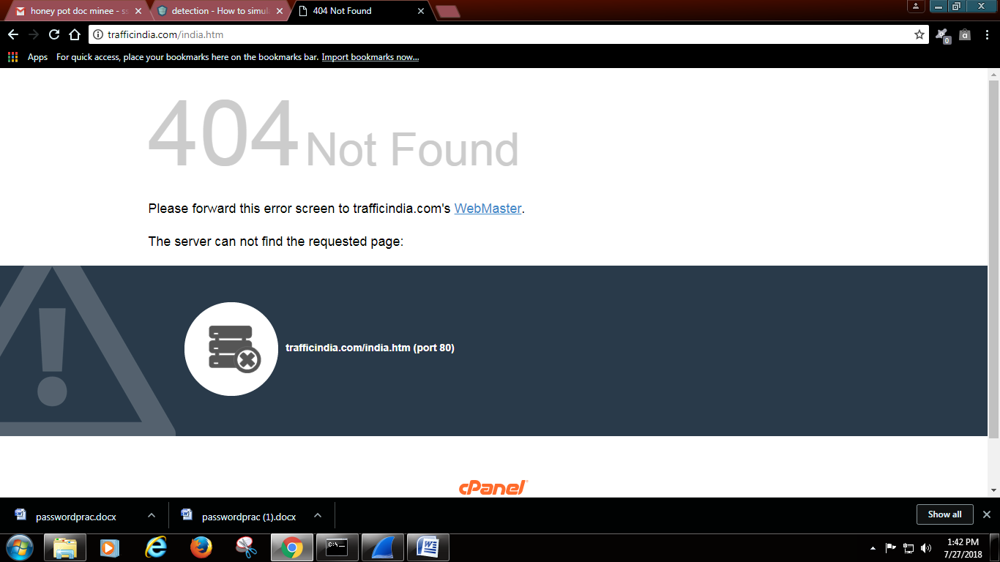 honey pot doc minee - ss
detection - How to simul
404 Not Found
trafficindia.com/india.htm
0
a
Apps
For quick access, place your bookmarks here on the bookmarks bar. Import bookmarks now...
404 Not Found
Please forward this error screen to trafficindia.com's WebMaster.
The server can not find the requested page:
trafficindia.com/india.htm (port 80)
cPanel
passwordprac.docx
passwordprac (1).docx
Show all
1:42 PM
7/27/2018